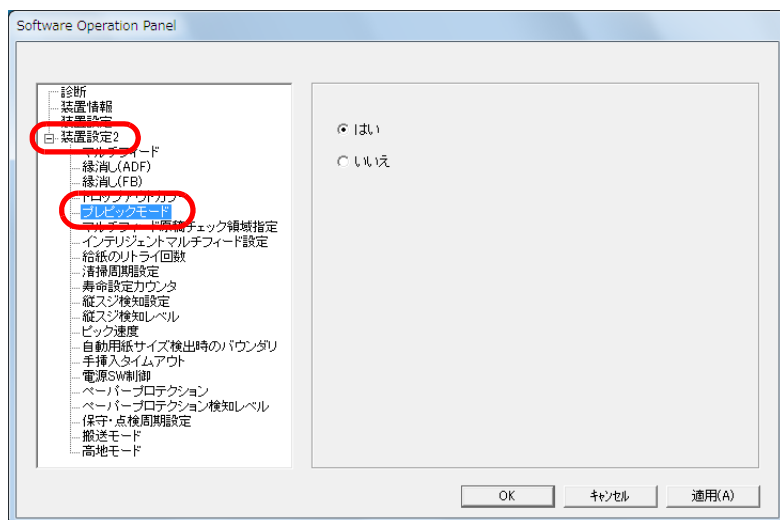 Software Operation Panel
診断
装置情報
装置設定
装置設定2
マルチフィード
縁消し(ADF)
縁消し(FB)
ドロップアウトカラー
プレピックモード
マルチフィード原稿チェック領域指定
インテリジェントマルチフィード設定
給紙のリトライ回数
清掃周期設定
寿命設定カウンタ
縦スジ検知設定
縦スジ検知レベル
ピック速度
自動用紙サイズ検出時のバウンダリ
手挿入タイムアウト
電源SW制御
ペーパープロテクション
ペーパープロテクション検知レベル
保守・点検周期設定
搬送モード
高地モード
はい
いいえ
OK
キャンセル
適用(A)